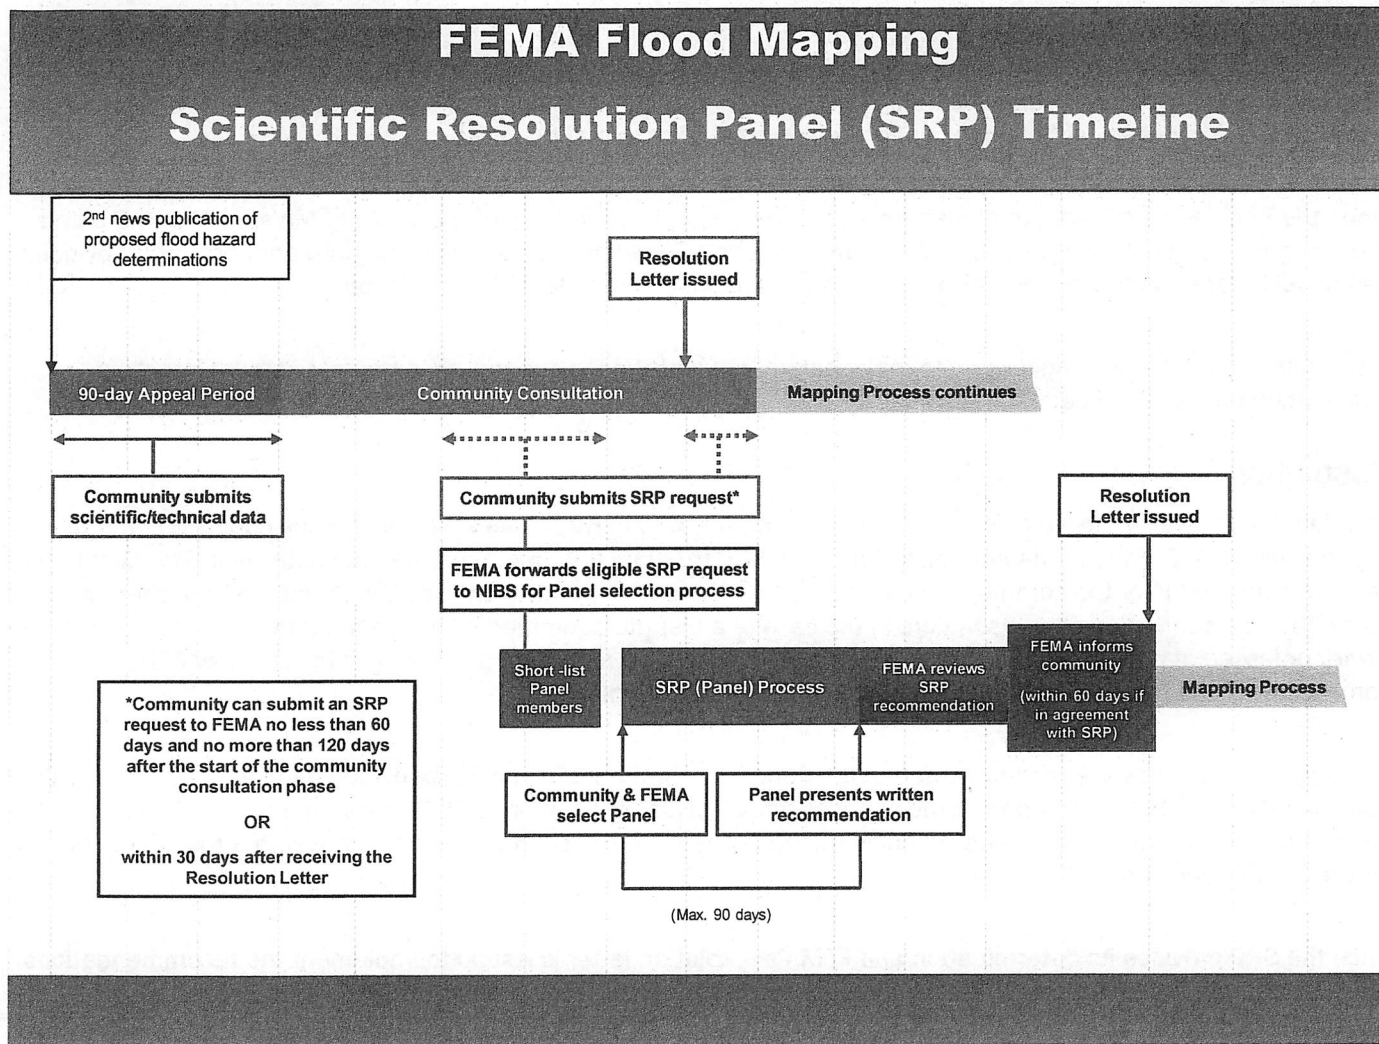 FEMA Flood Mapping
Scientific Resolution Panel (SRP) Timeline
2nd news publication of
proposed flood hazard
determinations
Resolution
Letter issued
90-day Appeal Period
Community Consultation
Mapping Process continues
Community submits
scientific/technical data
Community submits SRP request*
Resolution
Letter issued
FEMA forwards eligible SRP request
to NIBS for Panel selection process
Short -list
Panel
members
SRP (Panel) Process
FEMA reviews
SRP
recommendation
FEMA informs
community
(within 60 days if
in agreement
with SRP)
Mapping Process
*Community can submit an SRP
request to FEMA no less than 60
days and no more than 120 days
after the start of the community
consultation phase
OR
within 30 days after receiving the
Resolution Letter
Community & FEMA
select Panel
Panel presents written
recommendation
(Max. 90 days)